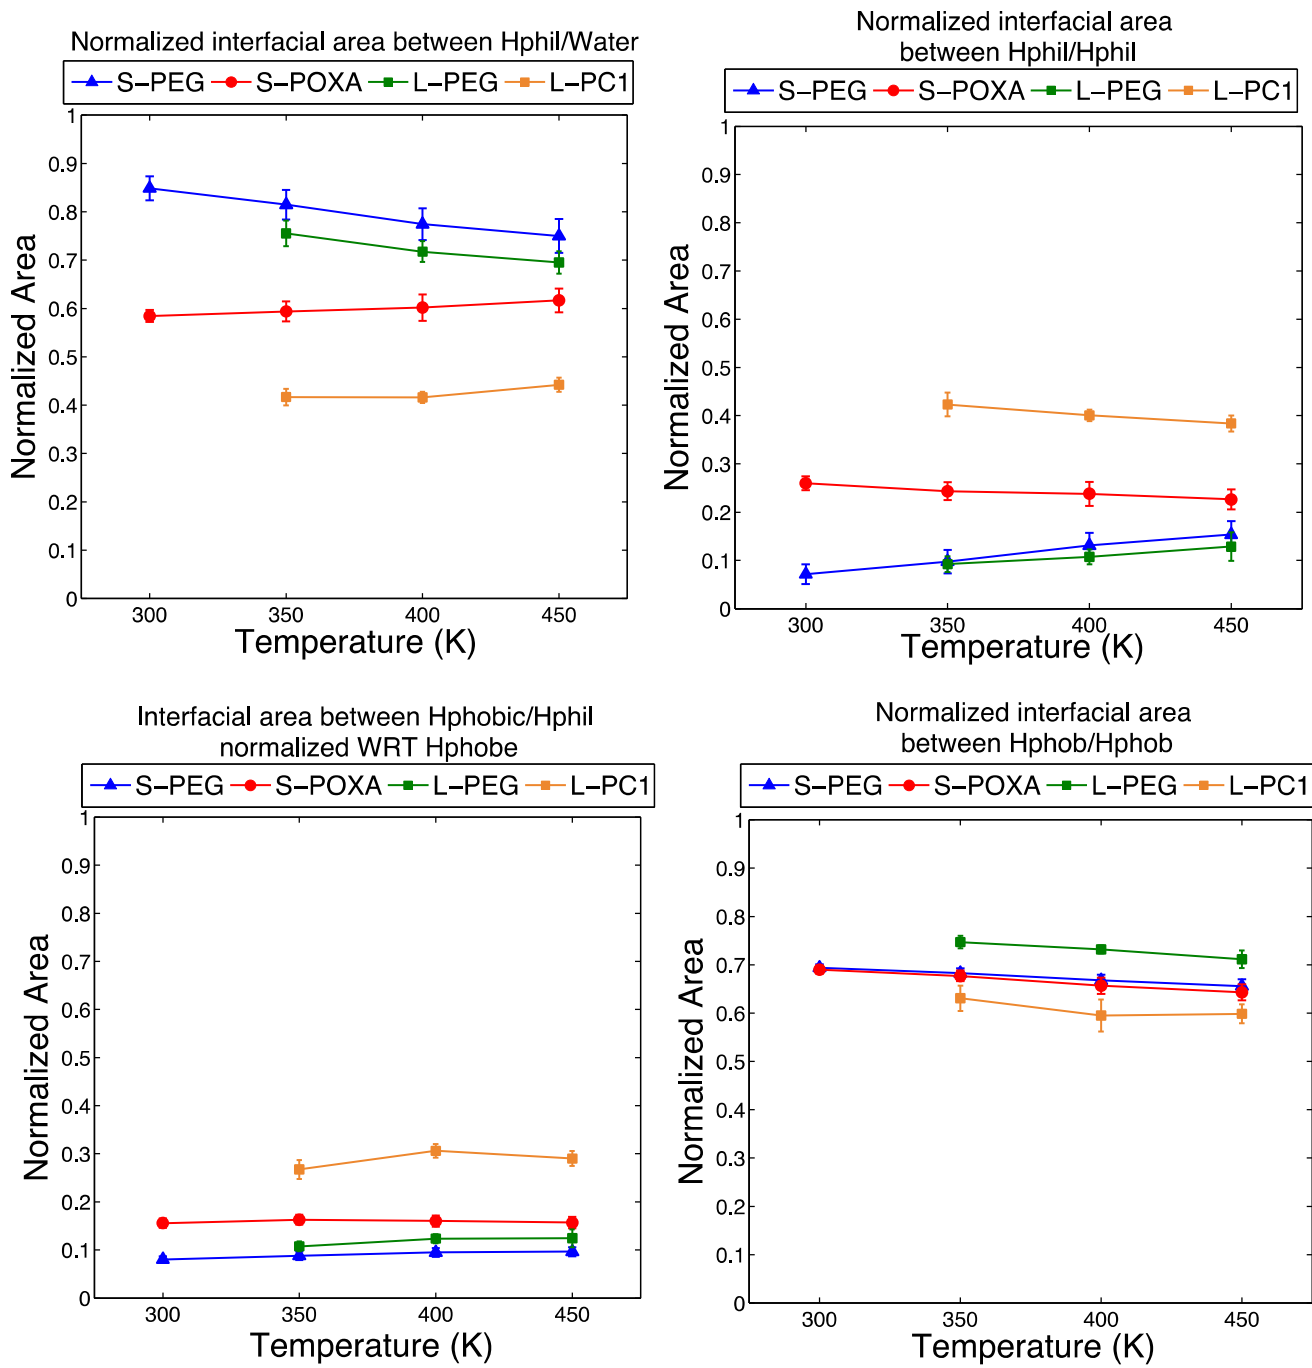 Normalized interfacial area between Hphil/Water
S-PEG S-POXA L-PEG L-PC1
1
0.9
0.8
0.7
0.6
0.5
0.4
0.3
0.2
0.1
0
300 350 400 450
Temperature (K)
Normalized Area
Normalized interfacial area
between Hphil/Hphil
S-PEG S-POXA L-PEG L-PC1
1
0.9
0.8
0.7
0.6
0.5
0.4
0.3
0.2
0.1
0
300 350 400 450
Temperature (K)
Normalized Area
Interfacial area between Hphobic/Hphil
normalized WRT Hphobe
S-PEG S-POXA L-PEG L-PC1
1
0.9
0.8
0.7
0.6
0.5
0.4
0.3
0.2
0.1
0
300 350 400 450
Temperature (K)
Normalized Area
Normalized interfacial area
between Hphob/Hphob
S-PEG S-POXA L-PEG L-PC1
1
0.9
0.8
0.7
0.6
0.5
0.4
0.3
0.2
0.1
0
300 350 400 450
Temperature (K)
Normalized Area